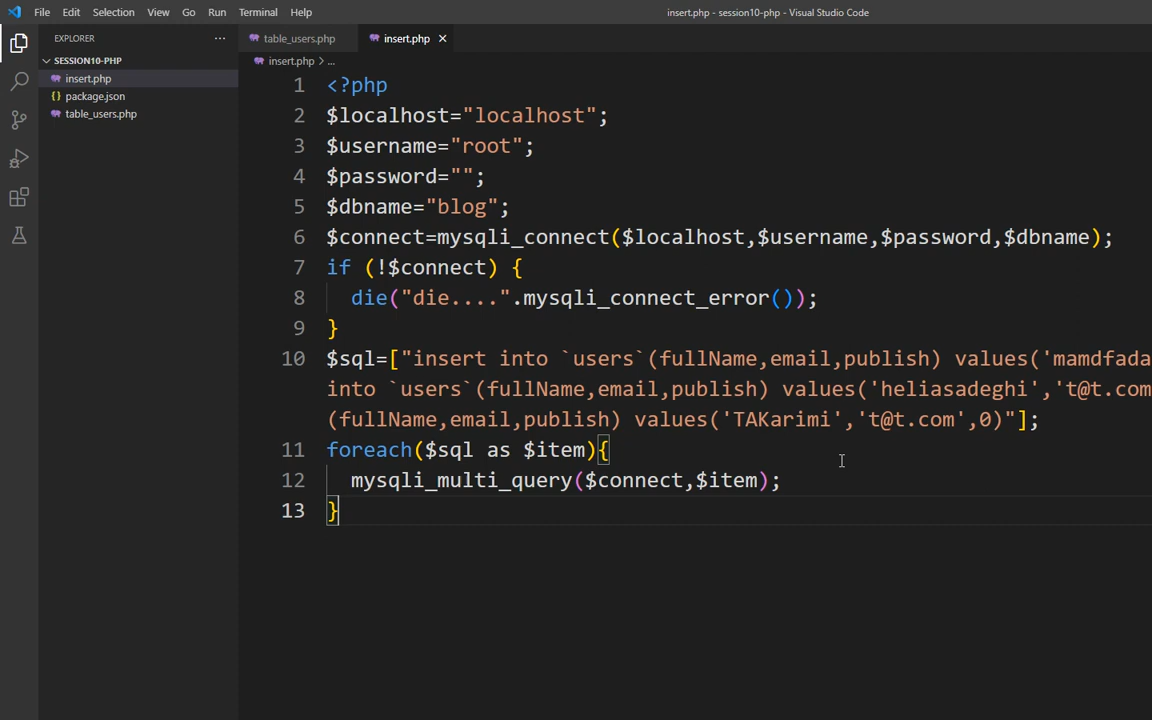 File Edit Selection View Go Run Terminal Help
insert.php - session10-php - Visual Studio Code
EXPLORER
SESSION10-PHP
insert.php
package.json
table_users.php
table_users.php
insert.php
insert.php > ...
1 <?php
2 $localhost="localhost";
3 $username="root";
4 $password="";
5 $dbname="blog";
6 $connect=mysqli_connect($localhost,$username,$password,$dbname);
7 if (!$connect) {
8 die("die....".mysqli_connect_error());
9 }
10 $sql=["insert into `users`(fullName,email,publish) values('mamdfada
into `users`(fullName,email,publish) values('heliasadeghi','t@t.com
(fullName,email,publish) values('TAKarimi','t@t.com',0)"];
11 foreach($sql as $item){
12 mysqli_multi_query($connect,$item);
13 }